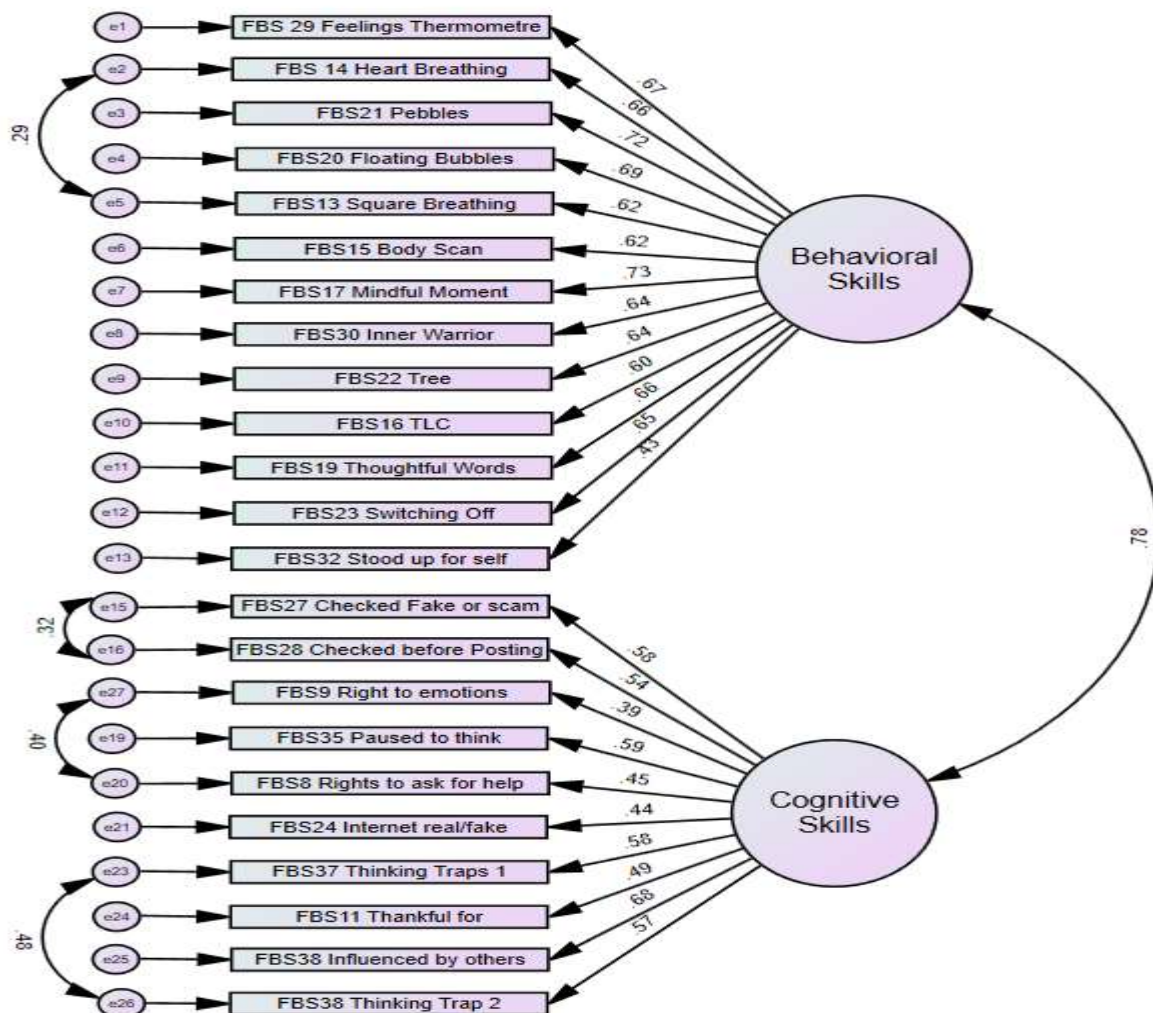 e1 FBS 29 Feelings Thermometre .67
e2 FBS 14 Heart Breathing .66
e3 FBS21 Pebbles .72
.29
e4 FBS20 Floating Bubbles .69
e5 FBS13 Square Breathing .62
e6 FBS15 Body Scan .62
Behavioral
Skills
e7 FBS17 Mindful Moment .73
e8 FBS30 Inner Warrior .64
e9 FBS22 Tree .64
e10 FBS16 TLC .60
e11 FBS19 Thoughtful Words .66
e12 FBS23 Switching Off .65
e13 FBS32 Stood up for self .43
.78
e15 FBS27 Checked Fake or scam .58
.32
e16 FBS28 Checked before Posting .54
e27 FBS9 Right to emotions .39
.40
e19 FBS35 Paused to think .59
e20 FBS8 Rights to ask for help .45
e21 FBS24 Internet real/fake .44
Cognitive
Skills
e23 FBS37 Thinking Traps 1 .58
e24 FBS11 Thankful for .49
.48
e25 FBS38 Influenced by others .68
e26 FBS38 Thinking Trap 2 .57